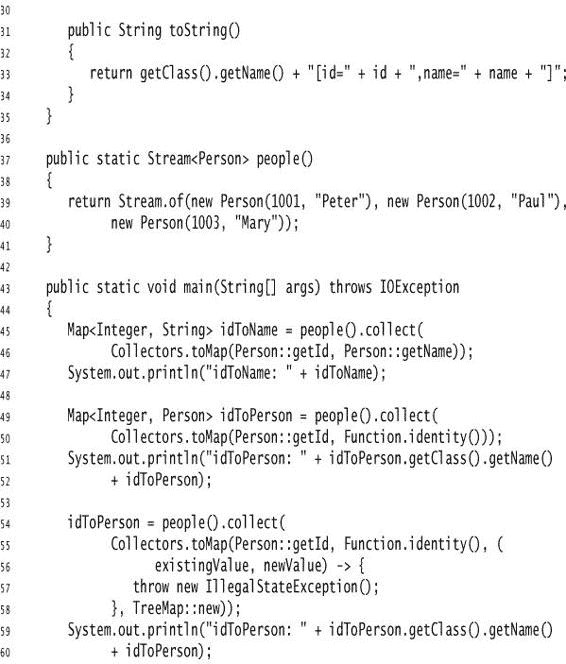 30
31 public String toString()
32 {
33 return getClass().getName() + "[id=" + id + ",name=" + name + "]";
34 }
35 }
36
37 public static Stream<Person> people()
38 {
39 return Stream.of(new Person(1001, "Peter"), new Person(1002, "Paul"),
40 new Person(1003, "Mary"));
41 }
42
43 public static void main(String[] args) throws IOException
44 {
45 Map<Integer, String> idToName = people().collect(
46 Collectors.toMap(Person::getId, Person::getName));
47 System.out.println("idToName: " + idToName);
48
49 Map<Integer, Person> idToPerson = people().collect(
50 Collectors.toMap(Person::getId, Function.identity()));
51 System.out.println("idToPerson: " + idToPerson.getClass().getName()
52 + idToPerson);
53
54 idToPerson = people().collect(
55 Collectors.toMap(Person::getId, Function.identity(), (
56 existingValue, newValue) -> {
57 throw new IllegalStateException();
58 }, TreeMap::new));
59 System.out.println("idToPerson: " + idToPerson.getClass().getName()
60 + idToPerson);